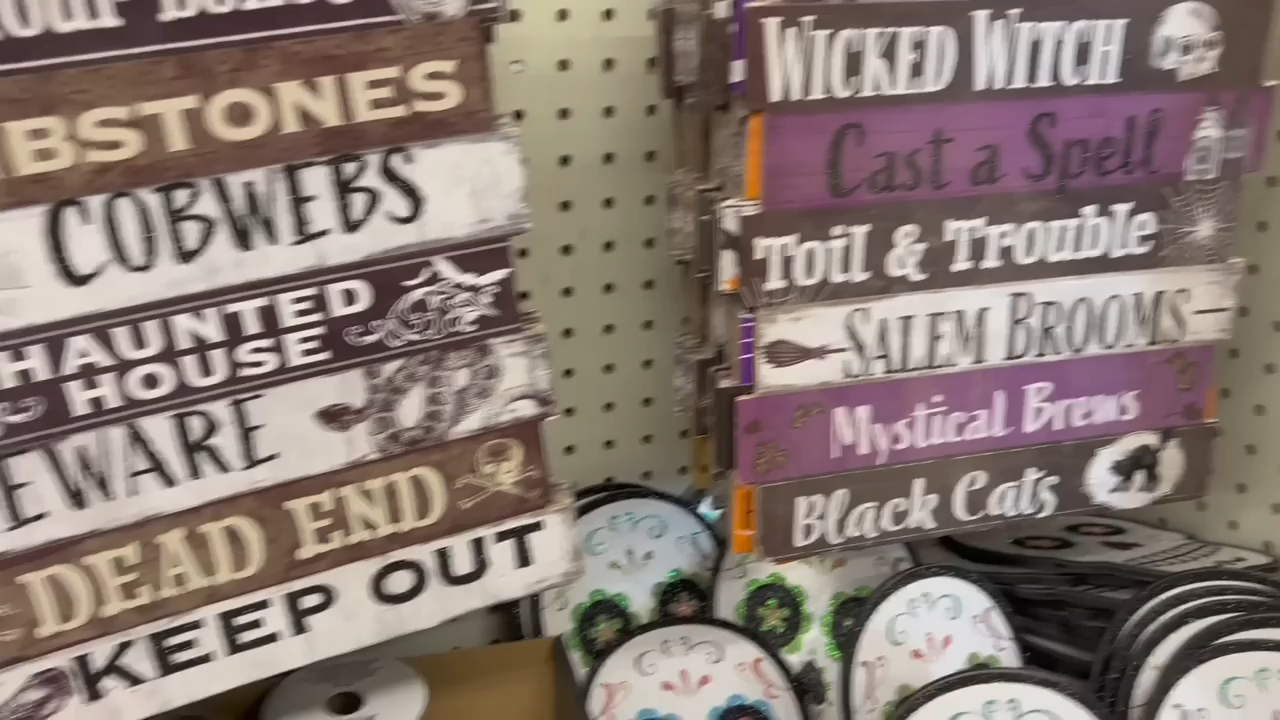 BSTONES
COBWEBS
HAUNTED
HOUSE
EWARE
DEAD END
KEEP OUT
WICKED WITCH
Cast a Spell
Toil & Trouble
SALEM BROOMS
Mystical Brews
Black Cats